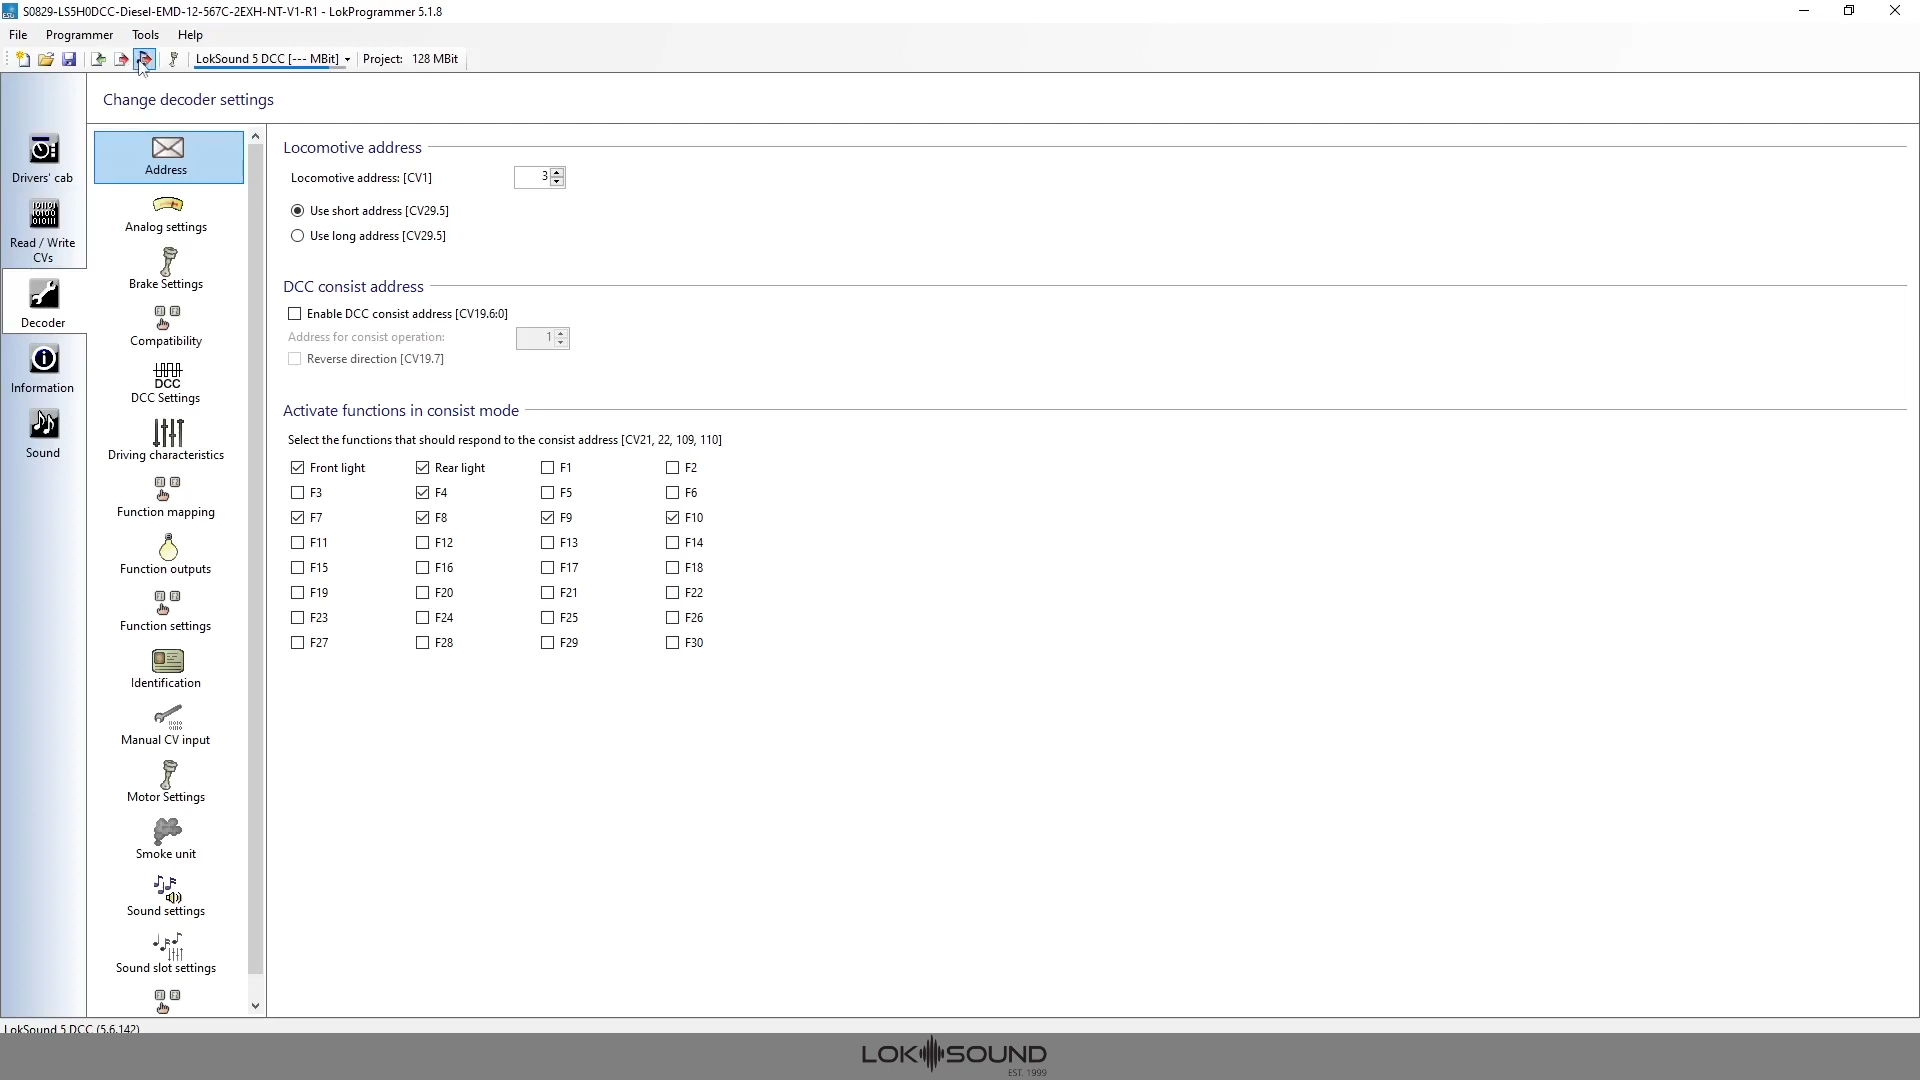 S0829-LS5H0DCC-Diesel-EMD-12-567C-2EXH-NT-V1-R1 - LokProgrammer 5.1.8
File Programmer Tools Help
LokSound 5 DCC [--- MBit] Project: 128 MBit
Change decoder settings
Drivers' cab
Read / Write
CVs
Decoder
Information
Sound
Address
Analog settings
Brake Settings
Compatibility
DCC
DCC Settings
Driving characteristics
Function mapping
Function outputs
Function settings
Identification
Manual CV input
Motor Settings
Smoke unit
Sound settings
Sound slot settings
Locomotive address
Locomotive address: [CV1] 3
Use short address [CV29.5]
Use long address [CV29.5]
DCC consist address
Enable DCC consist address [CV19.6:0]
Address for consist operation: 1
Reverse direction [CV19.7]
Activate functions in consist mode
Select the functions that should respond to the consist address [CV21, 22, 109, 110]
Front light Rear light F1 F2
F3 F4 F5 F6
F7 F8 F9 F10
F11 F12 F13 F14
F15 F16 F17 F18
F19 F20 F21 F22
F23 F24 F25 F26
F27 F28 F29 F30
LokSound 5 DCC (5.6.142)
LOKSOUND
EST. 1999